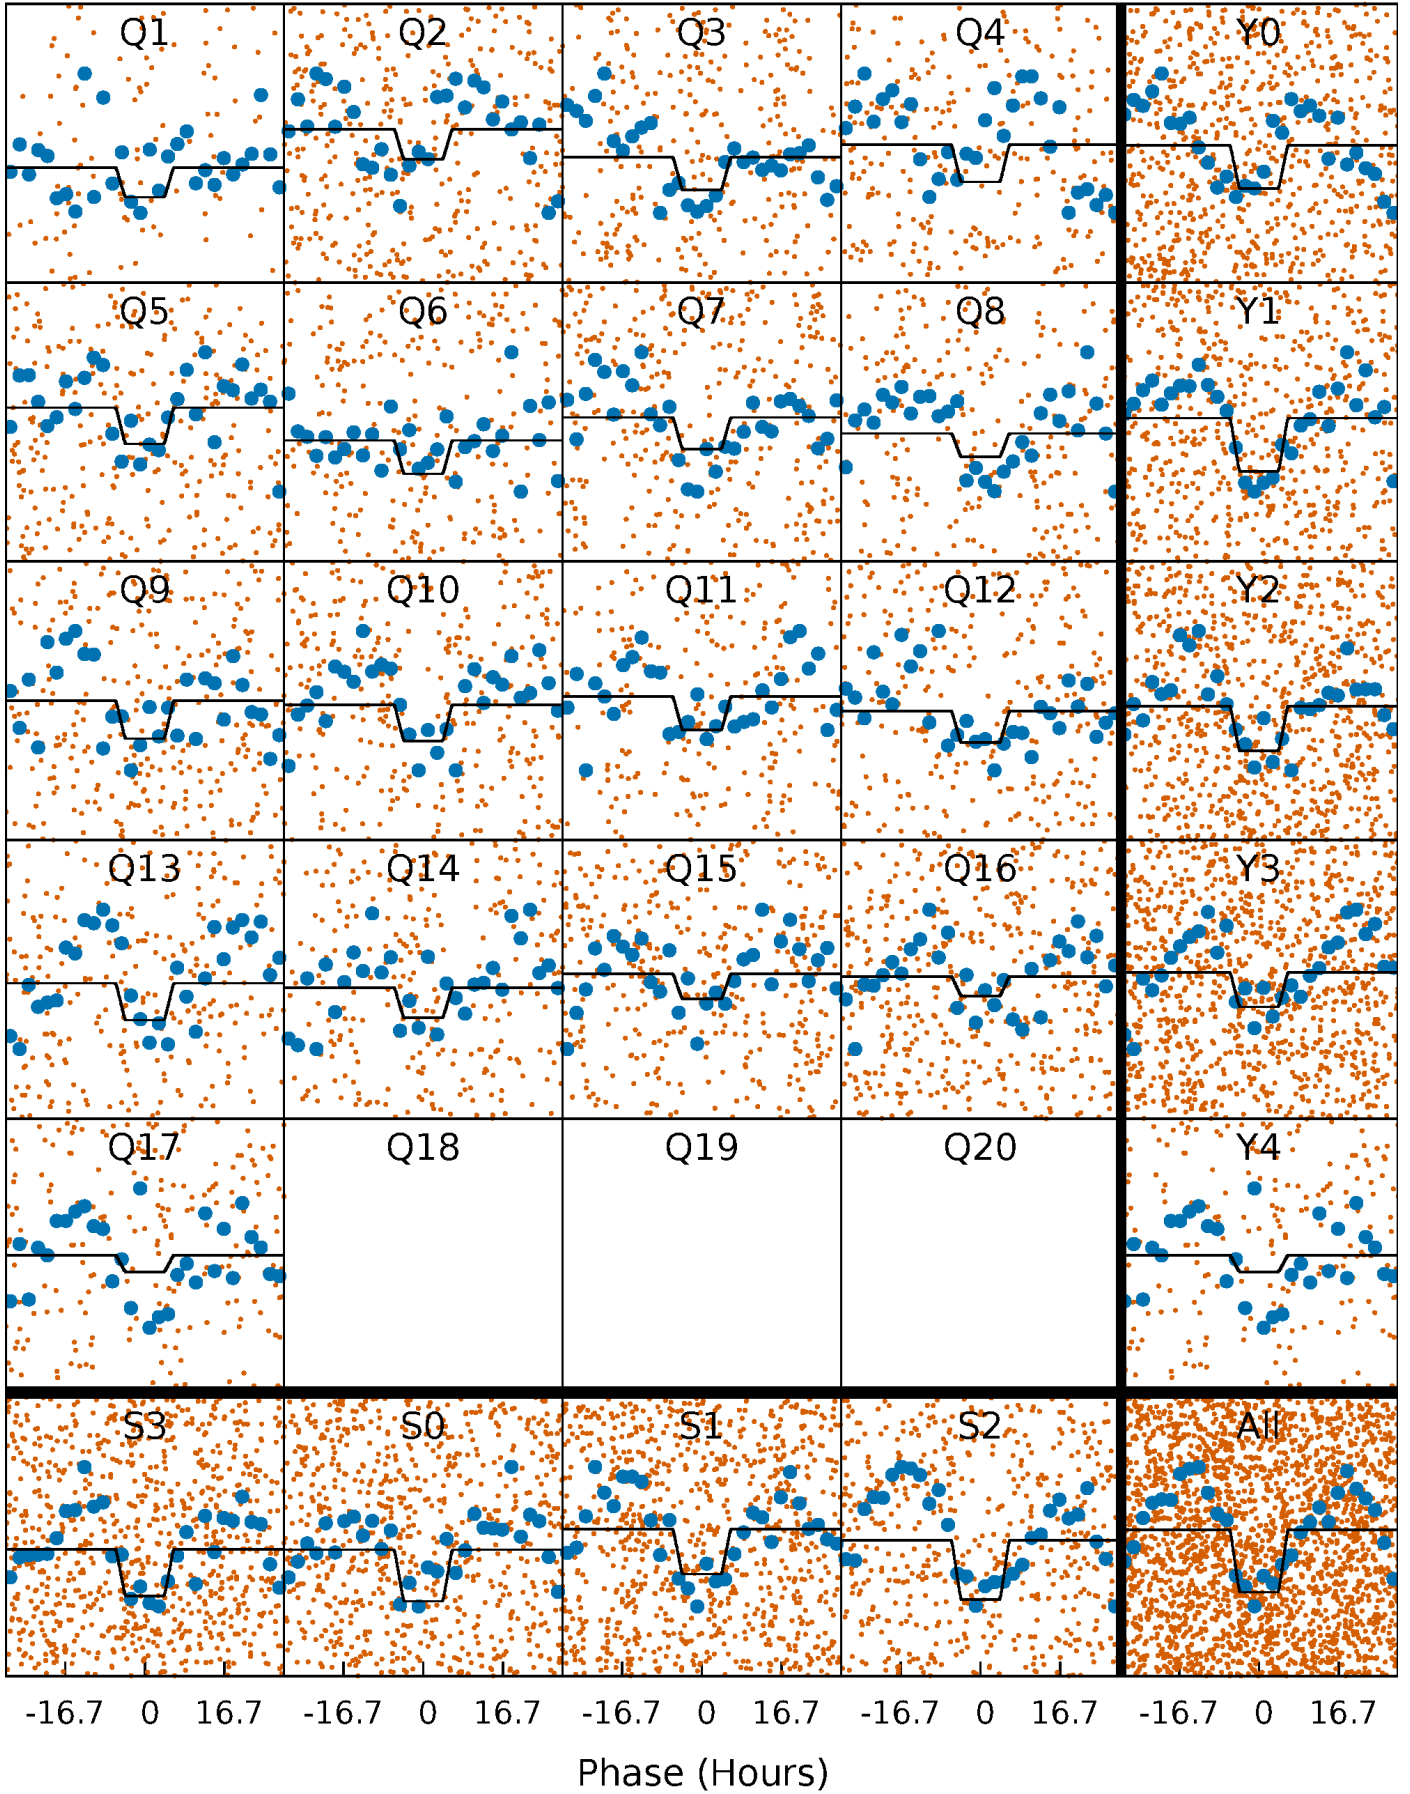 Q1 Q2 Q3 Q4 Y0
Q5 Q6 Q7 Q8 Y1
Q9 Q10 Q11 Q12 Y2
Q13 Q14 Q15 Q16 Y3
Q17 Q18 Q19 Q20 Y4
S3 S0 S1 S2 All
-16.7 0 16.7 -16.7 0 16.7 -16.7 0 16.7 -16.7 0 16.7 -16.7 0 16.7
Phase (Hours)